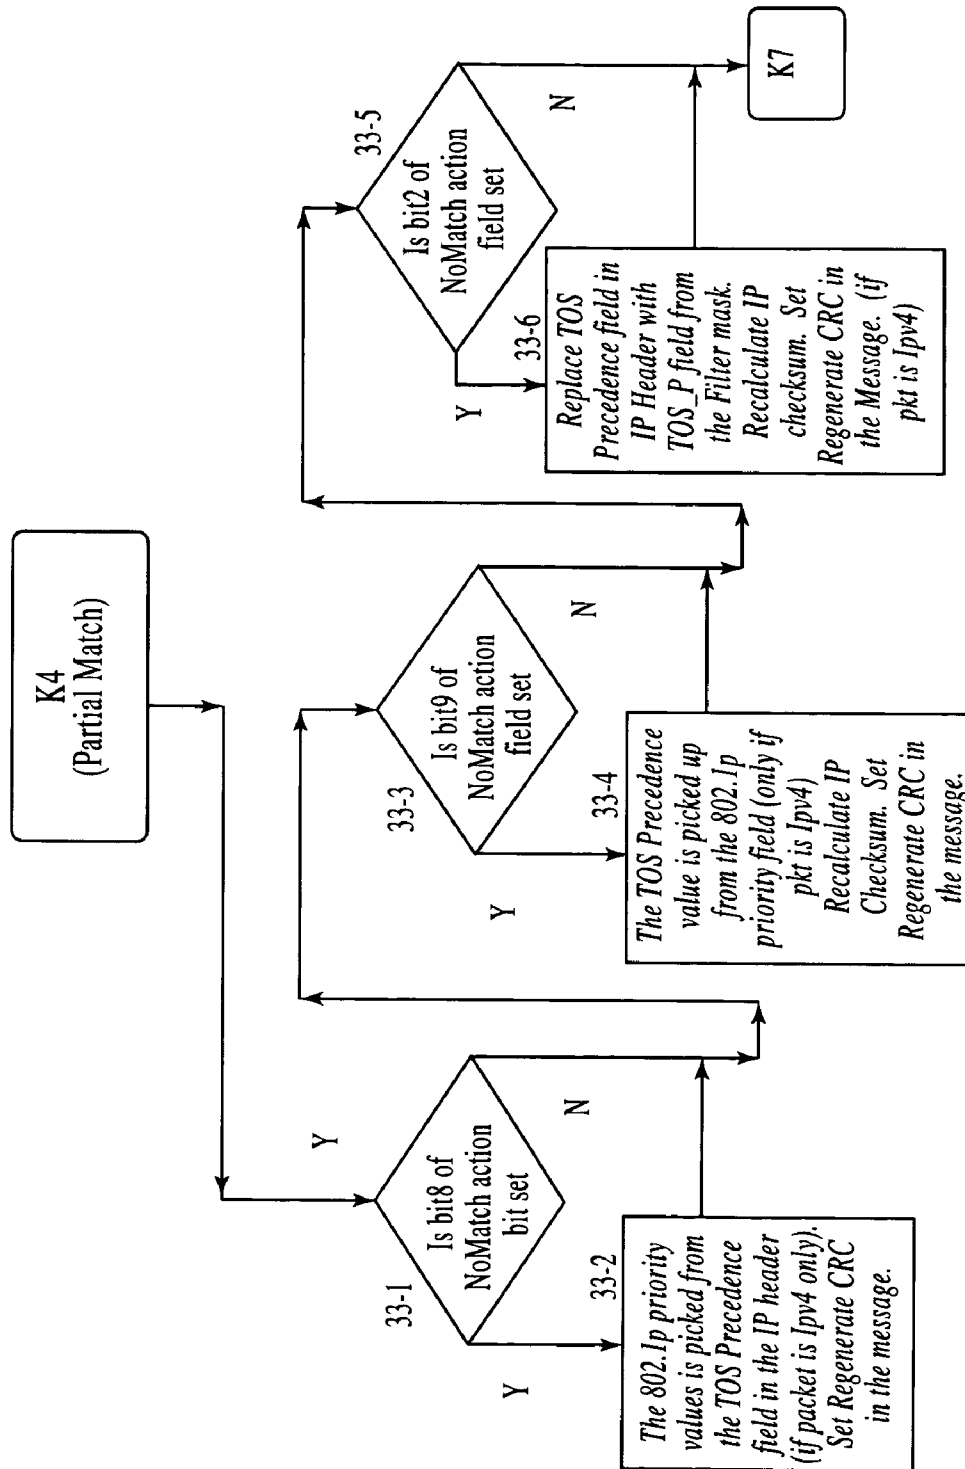 K4
(Partial Match)
Y
33-1
Is bit8 of
NoMatch action
bit set
Y
N
33-2
The 802.1p priority
values is picked from
the TOS Precedence
field in the IP header
(if packet is Ipv4 only).
Set Regenerate CRC
in the message.
33-3
Is bit9 of
NoMatch action
field set
Y
N
33-4
The TOS Precedence
value is picked up
from the 802.1p
priority field (only if
pkt is Ipv4)
Recalculate IP
Checksum. Set
Regenerate CRC in
the message.
33-5
Is bit2 of
NoMatch action
field set
Y
N
33-6
Replace TOS
Precedence field in
IP Header with
TOS_P field from
the Filter mask.
Recalculate IP
checksum. Set
Regenerate CRC in
the Message. (if
pkt is Ipv4)
K7